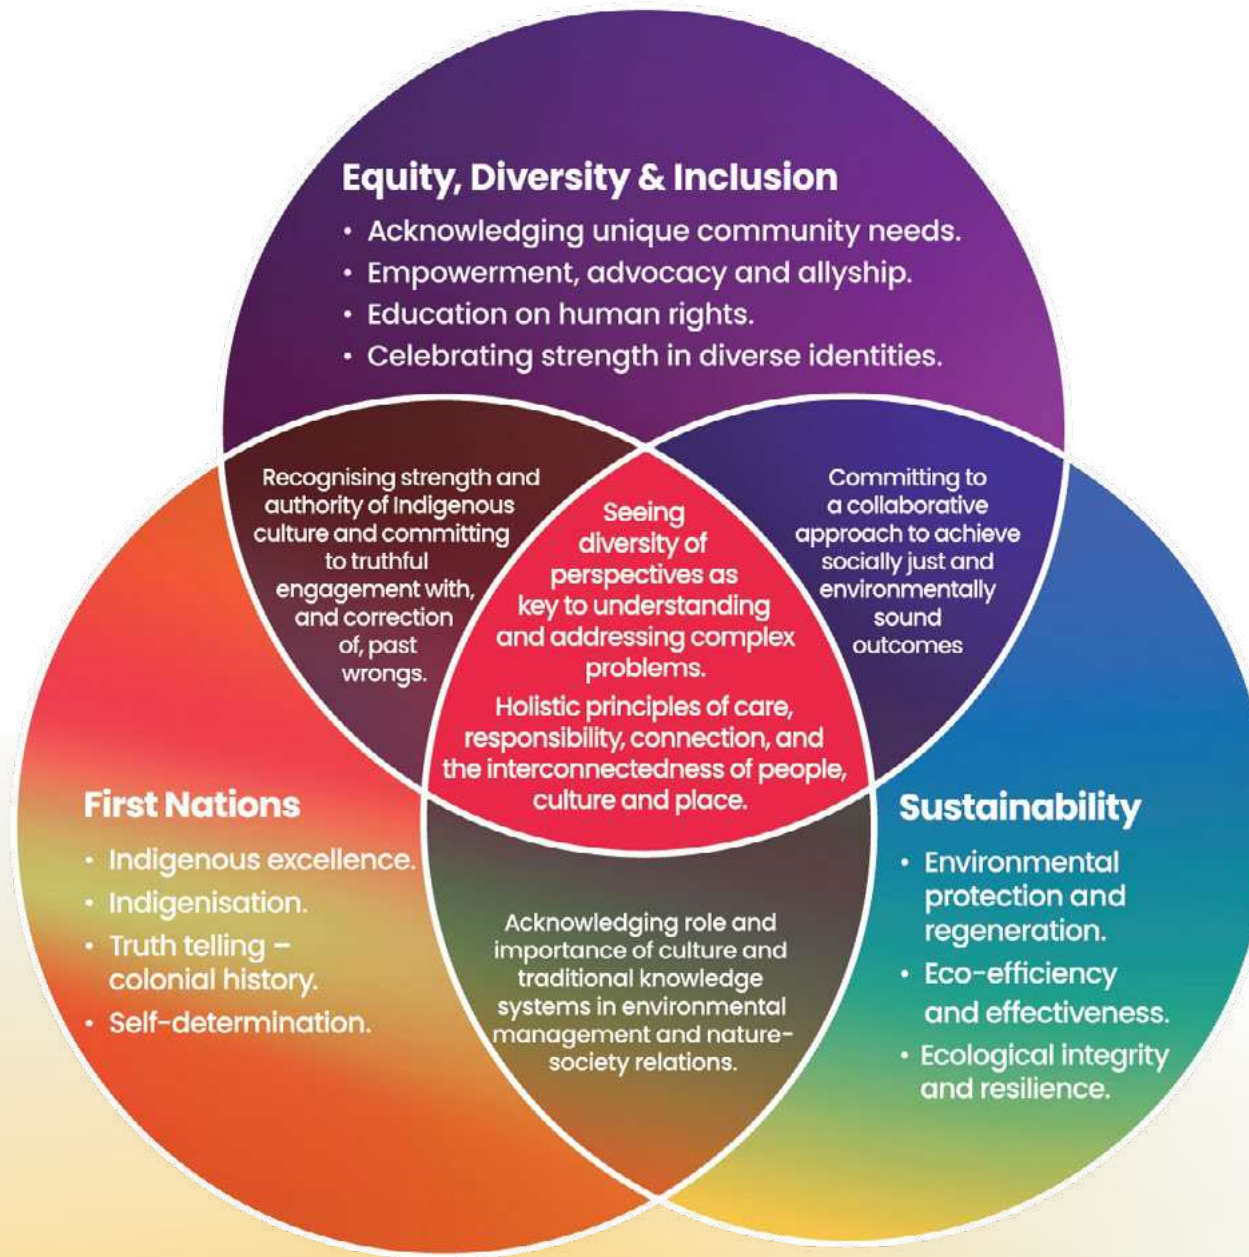 Equity, Diversity & Inclusion
• Acknowledging unique community needs.
• Empowerment, advocacy and allyship.
• Education on human rights.
• Celebrating strength in diverse identities.
Recognising strength and
authority of Indigenous
culture and committing
to truthful
engagement with,
and correction
of, past
wrongs.
Seeing
diversity of
perspectives as
key to understanding
and addressing complex
problems.
Holistic principles of care,
responsibility, connection, and
the interconnectedness of people,
culture and place.
Committing to
a collaborative
approach to achieve
socially just and
environmentally
sound
outcomes
First Nations
• Indigenous excellence.
• Indigenisation.
• Truth telling –
colonial history.
• Self-determination.
Acknowledging role and
importance of culture and
traditional knowledge
systems in environmental
management and nature-
society relations.
Sustainability
• Environmental
protection and
regeneration.
• Eco-efficiency
and effectiveness.
• Ecological integrity
and resilience.